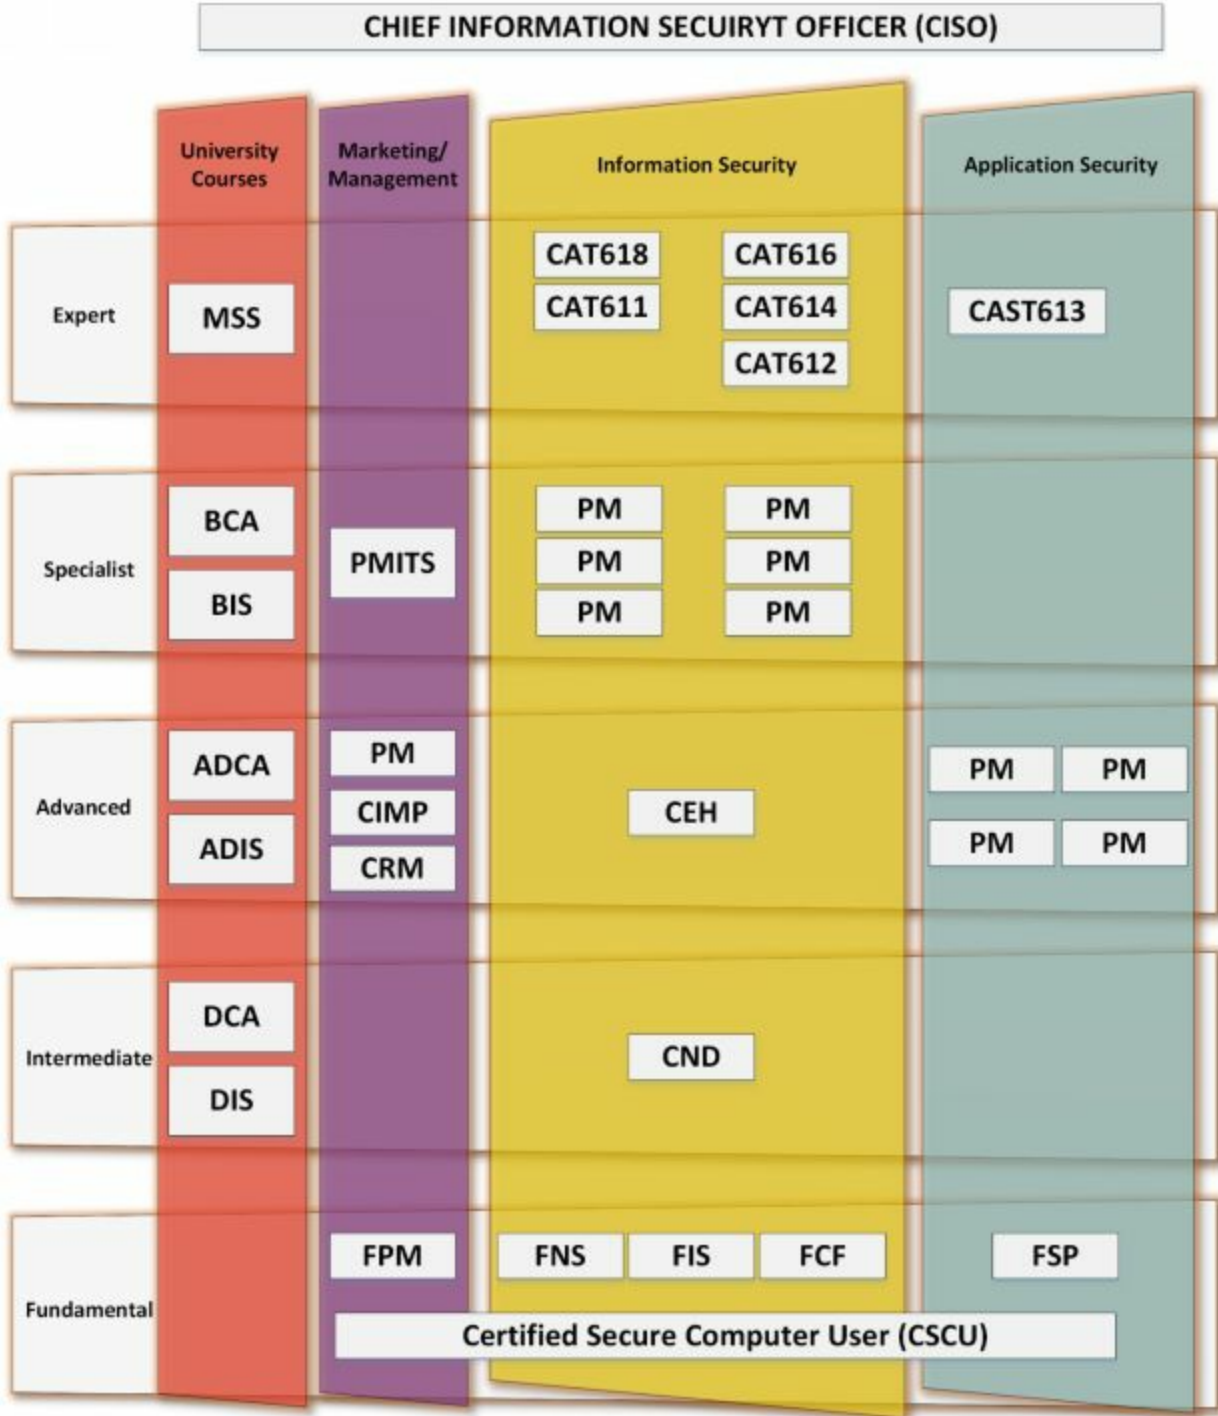 CHIEF INFORMATION SECUIRYT OFFICER (CISO)
University
Courses
Marketing/
Management
Information Security
Application Security
Expert
MSS
CAT618
CAT616
CAT611
CAT614
CAT612
CAST613
Specialist
BCA
BIS
PMITS
PM
PM
PM
PM
PM
PM
Advanced
ADCA
ADIS
PM
CIMP
CRM
CEH
PM
PM
PM
PM
Intermediate
DCA
DIS
CND
Fundamental
FPM
FNS
FIS
FCF
FSP
Certified Secure Computer User (CSCU)